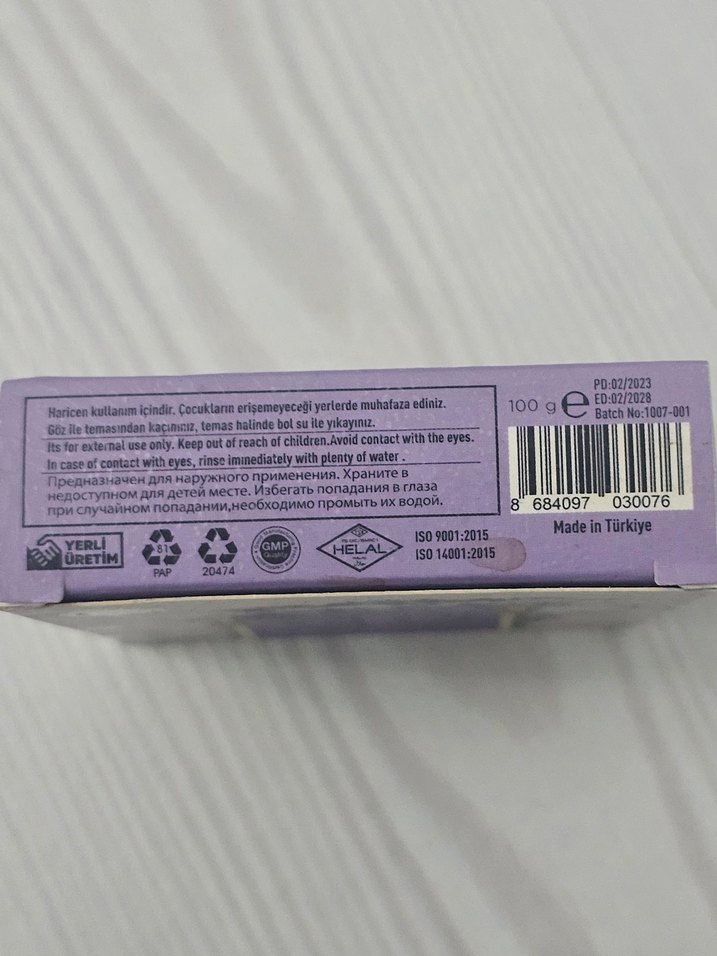 Haricen kullanım içindir. Çocukların erişemeyeceği yerlerde muhafaza ediniz.
Göz ile temasından kaçınınız, temas halinde bol su ile yıkayınız.
Its for external use only. Keep out of reach of children.Avoid contact with the eyes.
In case of contact with eyes, rinse immediately with plenty of water .
Предназначен для наружного применения. Храните в
недоступном для детей месте. Избегать попадания в глаза
при случайном попадании,необходимо промыть их водой.
100 g e
PD:02/2023
ED:02/2028
Batch No:1007-001
8 684097 030076
Made in Türkiye
YERLİ
ÜRETİM
81
PAP
20474
GMP
Quality
HELAL
ISO 9001:2015
ISO 14001:2015